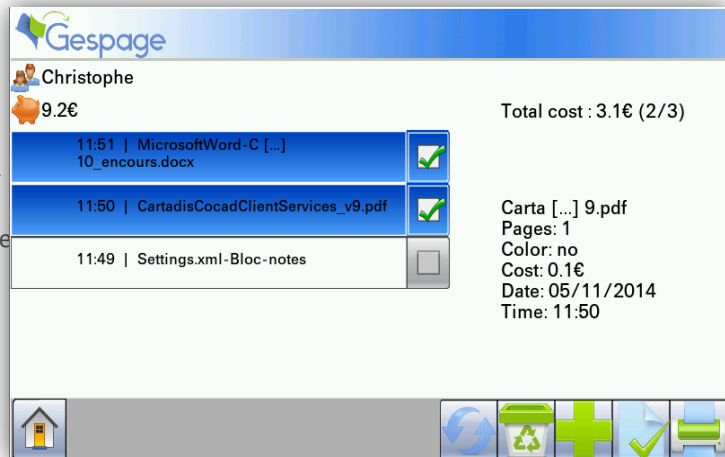 Gespage
Christophe
9.2€
Total cost : 3.1€ (2/3)
11:51 | MicrosoftWord-C [...]
10_encours.docx
11:50 | CartadisCocadClientServices_v9.pdf
11:49 | Settings.xml-Bloc-notes
Carta [...] 9.pdf
Pages: 1
Color: no
Cost: 0.1€
Date: 05/11/2014
Time: 11:50